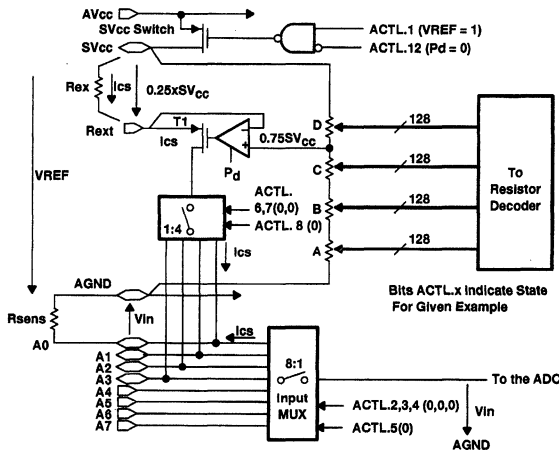 AVcc
SVcc Switch
ACTL.1 (VREF = 1)
SVcc
ACTL.12 (Pd = 0)
Rex
Ics
0.25xSVcc
Rext
T1
Ics
0.75SVcc
Pd
D
C
B
A
128
128
128
128
To
Resistor
Decoder
VREF
ACTL.
6,7(0,0)
ACTL. 8 (0)
1:4
Ics
Bits ACTL.x Indicate State
For Given Example
AGND
Rsens
Vin
Ics
A0
A1
A2
A3
A4
A5
A6
A7
8:1
Input
MUX
To the ADC
ACTL.2,3,4 (0,0,0)
ACTL.5(0)
Vin
AGND